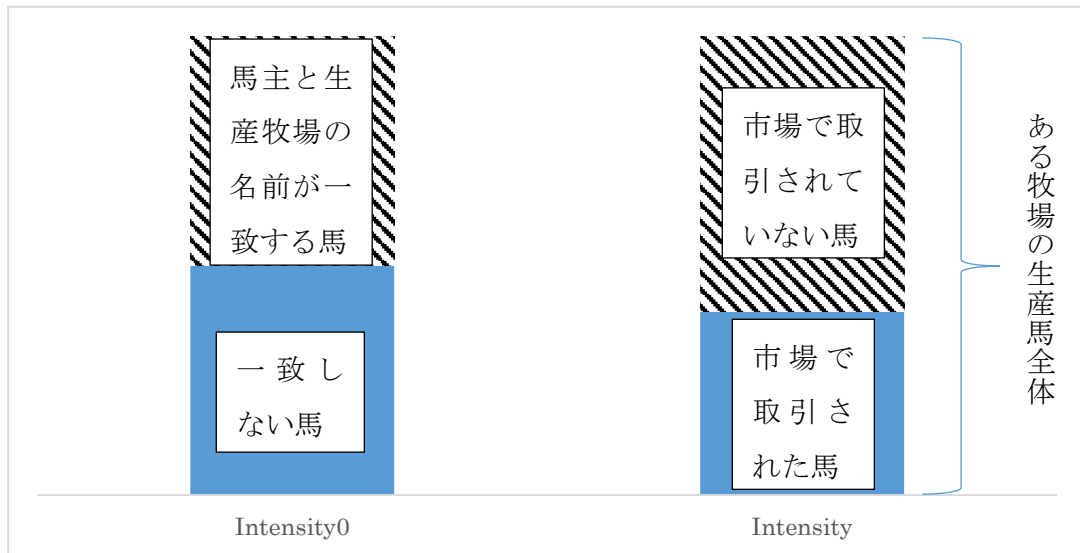 馬主と生
産牧場の
名前が一
致する馬
一致し
ない馬
Intensity0
市場で取
引されて
いない馬
市場で
取引さ
れた馬
Intensity
ある牧場の生産馬全体